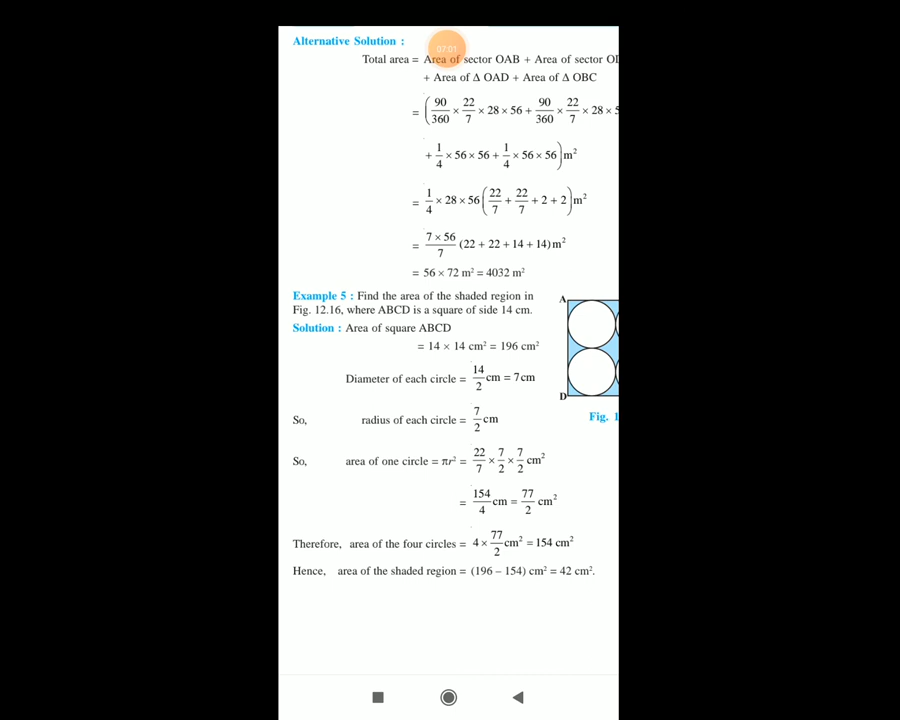 Alternative Solution :
07:01
Total area = Area of sector OAB + Area of sector
+ Area of Δ OAD + Area of Δ OBC
= (90/360 × 22/7 × 28 × 56 + 90/360 × 22/7 × 28 ×
+ 1/4 × 56 × 56 + 1/4 × 56 × 56) m²
= 1/4 × 28 × 56 (22/7 + 22/7 + 2 + 2) m²
= 7 × 56/7 (22 + 22 + 14 + 14) m²
= 56 × 72 m² = 4032 m²
Example 5 : Find the area of the shaded region in
Fig. 12.16, where ABCD is a square of side 14 cm.
Solution : Area of square ABCD
= 14 × 14 cm² = 196 cm²
Diameter of each circle = 14/2 cm = 7cm
So, radius of each circle = 7/2 cm
So, area of one circle = πr² = 22/7 × 7/2 × 7/2 cm²
= 154/4 cm = 77/2 cm²
Therefore, area of the four circles = 4 × 77/2 cm² = 154 cm²
Hence, area of the shaded region = (196 – 154) cm² = 42 cm².
A
D
Fig. 1